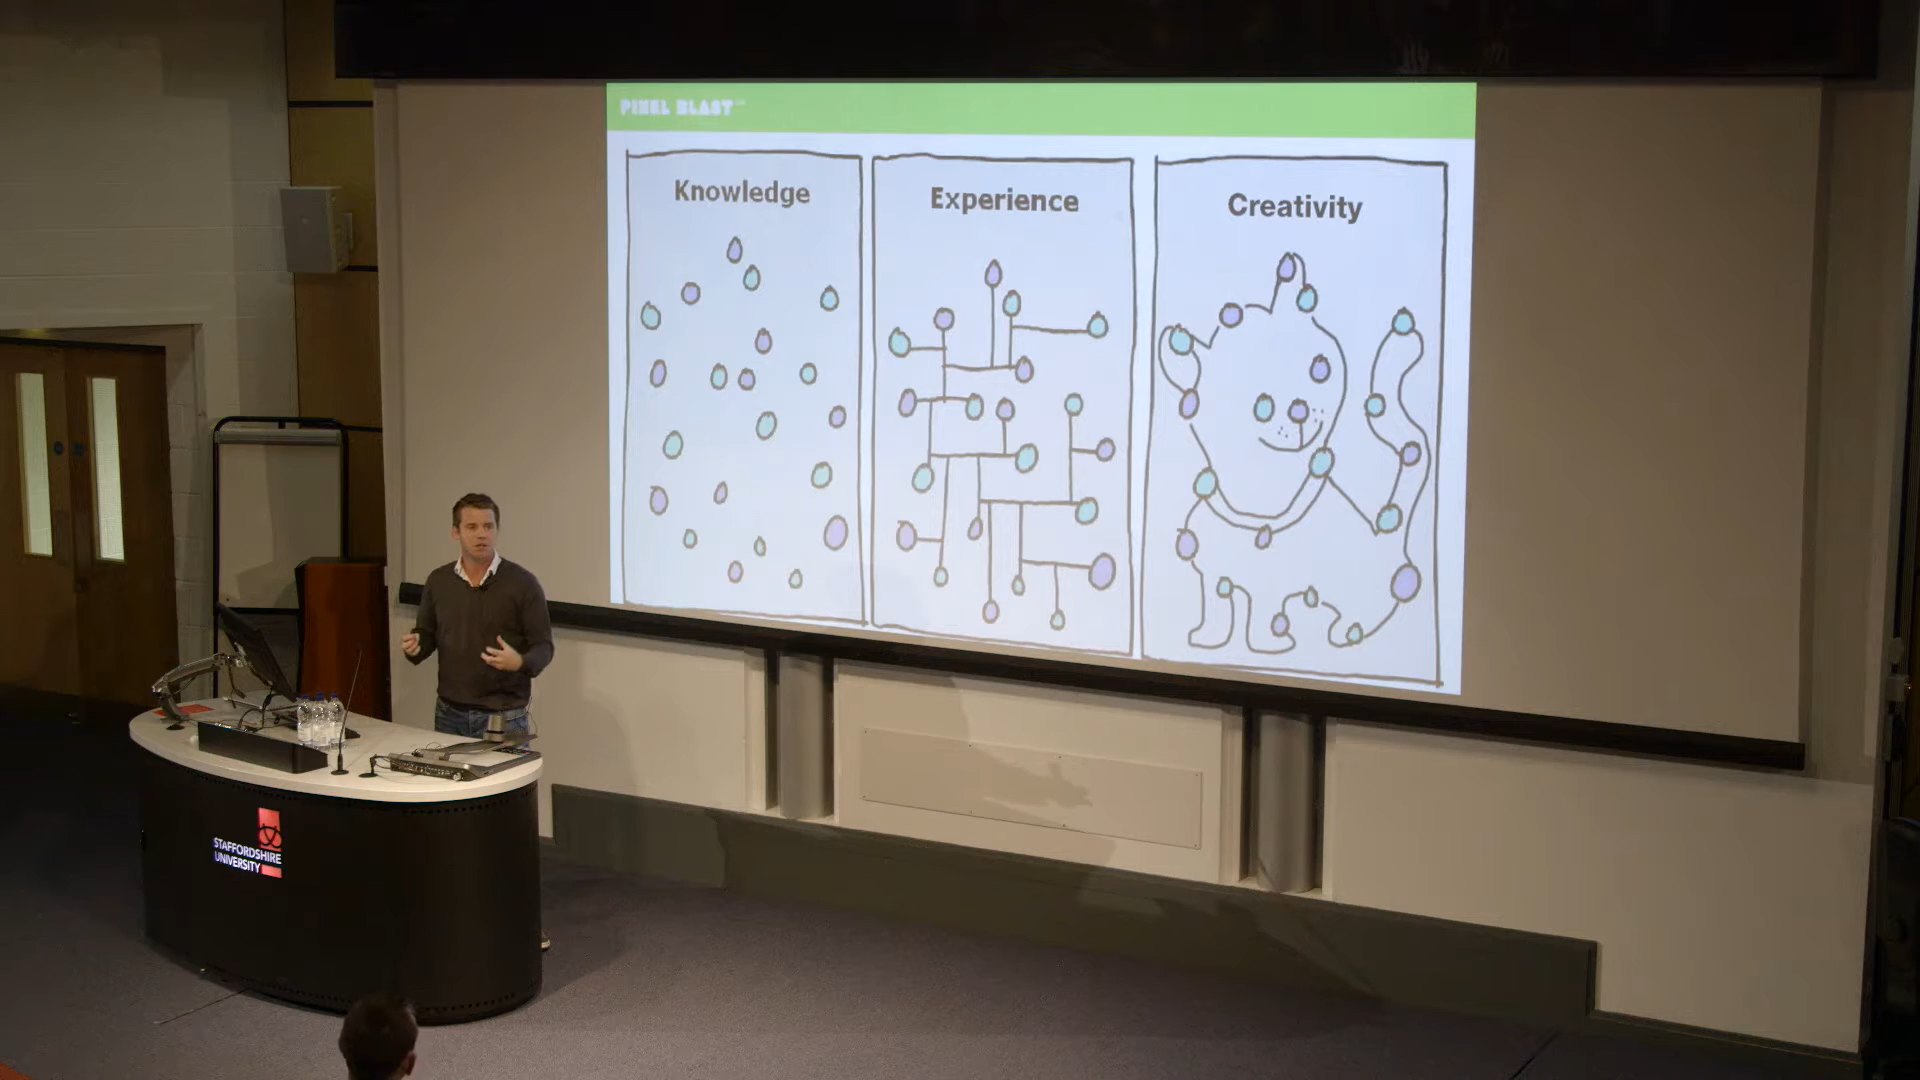 PIXEL BLAST
Knowledge
Experience
Creativity
STAFFORDSHIRE
UNIVERSITY